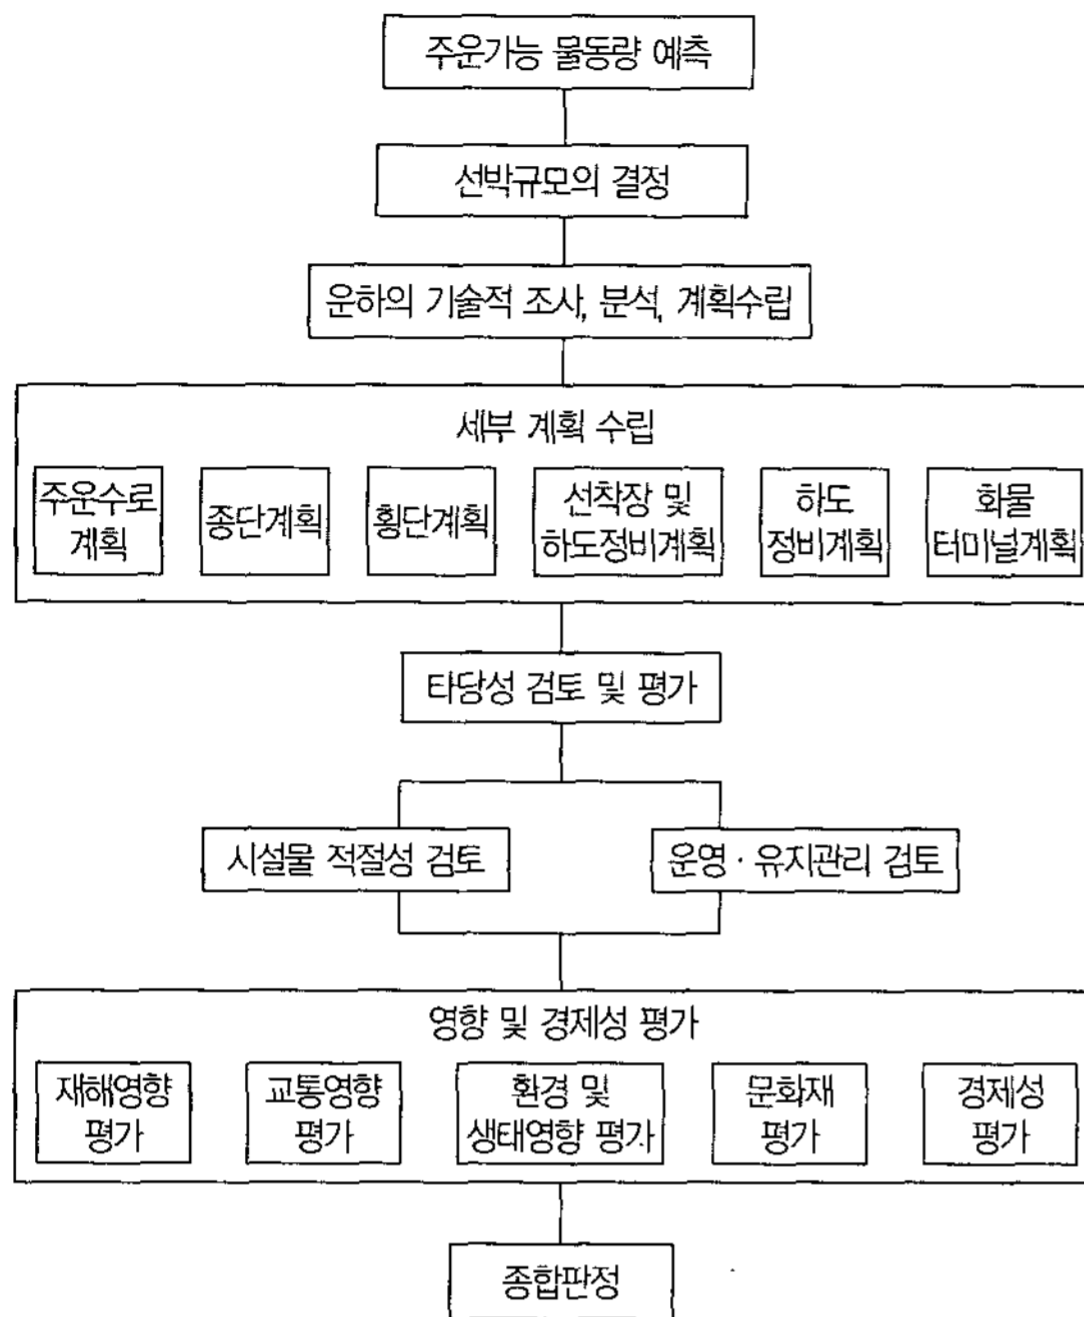 주운가능 물동량 예측
선박규모의 결정
운하의 기술적 조사, 분석, 계획수립
세부 계획 수립
주운수로
계획
종단계획
횡단계획
선착장 및
하도정비계획
하도
정비계획
화물
터미널계획
타당성 검토 및 평가
시설물 적절성 검토
운영·유지관리 검토
영향 및 경제성 평가
재해영향
평가
교통영향
평가
환경 및
생태영향 평가
문화재
평가
경제성
평가
종합판정